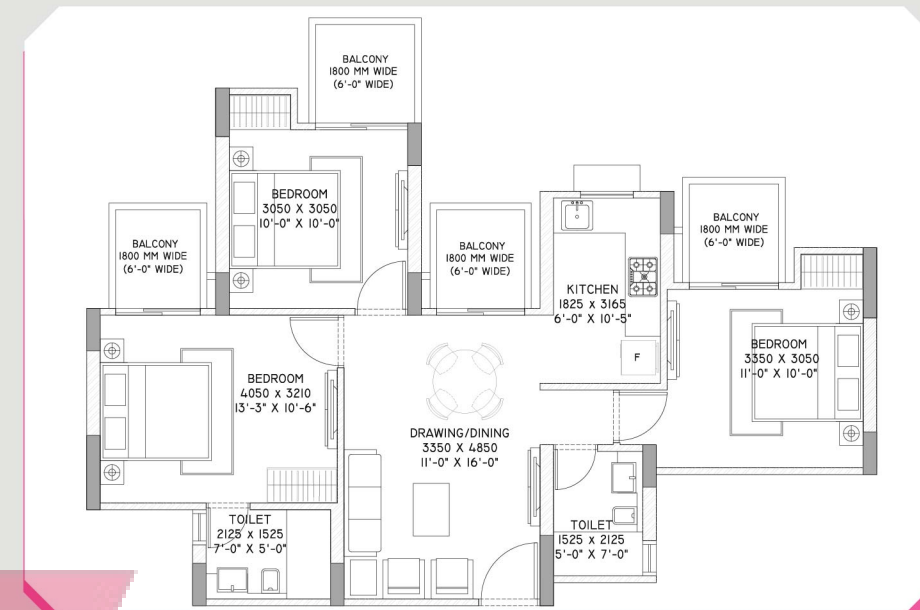 BALCONY
1800 MM WIDE
(6'-0" WIDE)
BEDROOM
3050 X 3050
10'-0" X 10'-0"
BALCONY
1800 MM WIDE
(6'-0" WIDE)
BALCONY
1800 MM WIDE
(6'-0" WIDE)
BALCONY
1800 MM WIDE
(6'-0" WIDE)
KITCHEN
1825 x 3165
6'-0" X 10'-5"
F
BEDROOM
3350 X 3050
11'-0" X 10'-0"
BEDROOM
4050 x 3210
13'-3" X 10'-6"
DRAWING/DINING
3350 X 4850
11'-0" X 16'-0"
TOILET
2125 x 1525
7'-0" X 5'-0"
TOILET
1525 x 2125
5'-0" X 7'-0"